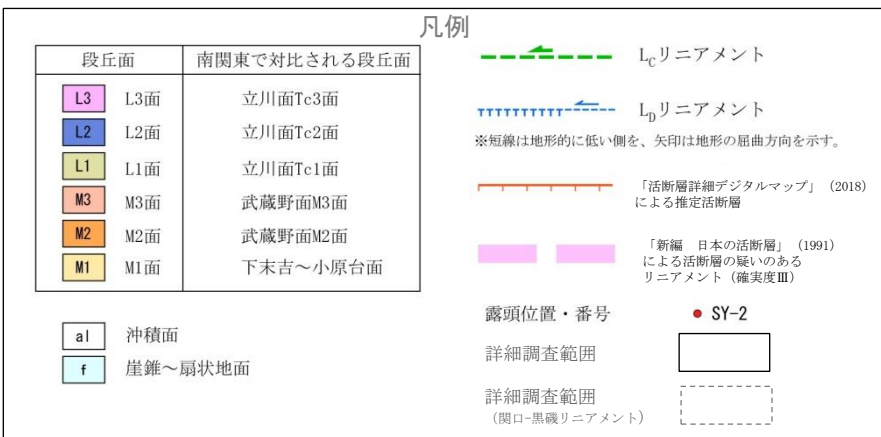 凡例
段丘面 南関東で対比される段丘面
L3 L3面 立川面Tc3面
L2 L2面 立川面Tc2面
L1 L1面 立川面Tc1面
M3 M3面 武蔵野面M3面
M2 M2面 武蔵野面M2面
M1 M1面 下末吉～小原台面
al 沖積面
f 崖錐～扇状地面
LCリニアメント
LDリニアメント
※短線は地形的に低い側を、矢印は地形の屈曲方向を示す。
「活断層詳細デジタルマップ」（2018）
による推定活断層
「新編　日本の活断層」（1991）
による活断層の疑いのある
リニアメント（確実度Ⅲ）
露頭位置・番号 SY-2
詳細調査範囲
詳細調査範囲
（関口-黒磯リニアメント）